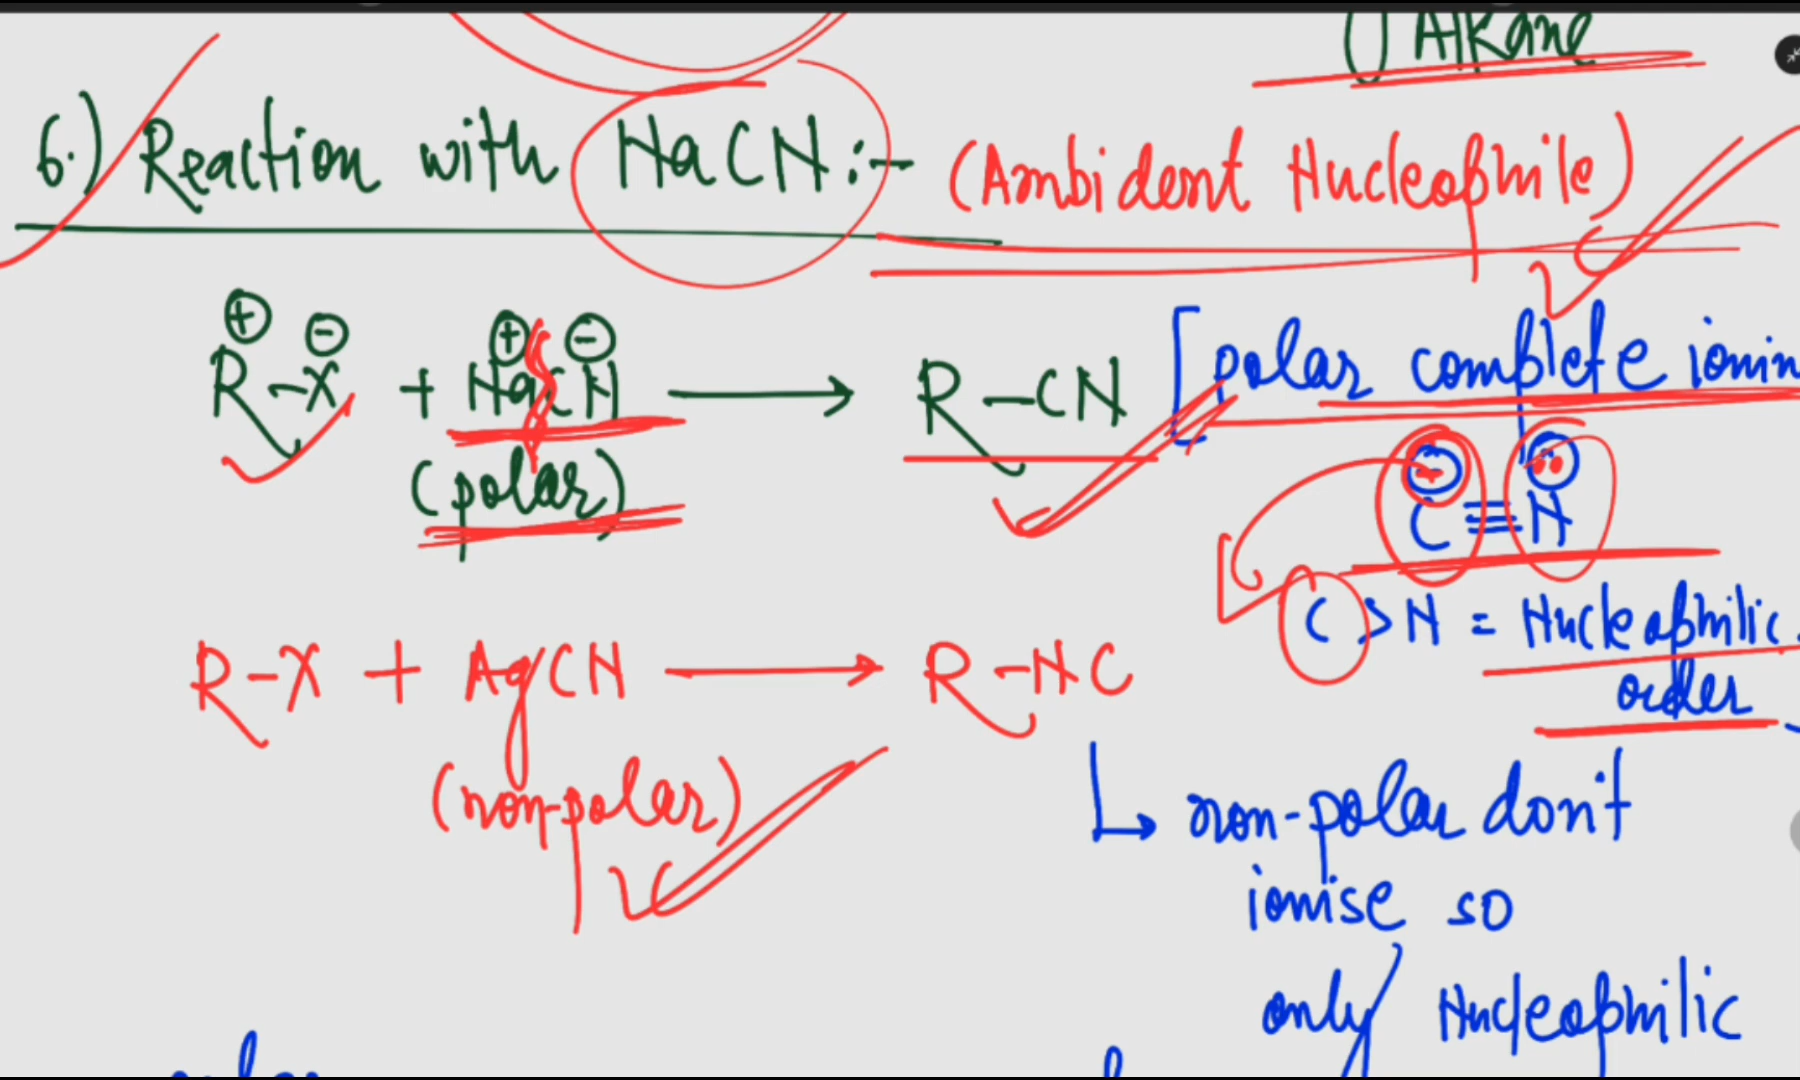 1) Alkane
6.) Reaction with NaCN :- (Ambident Nucleophile)
⊕ ⊖ ⊕ ⊖
R-X + NaCN → R-CN [polar complete ionin
(polar)
⊖ ..
C≡N
C > N = Nucleophilic
order
R-X + AgCN → R-NC
(non-polar)
↳ non-polar don't
ionise so
only Nucleophilic